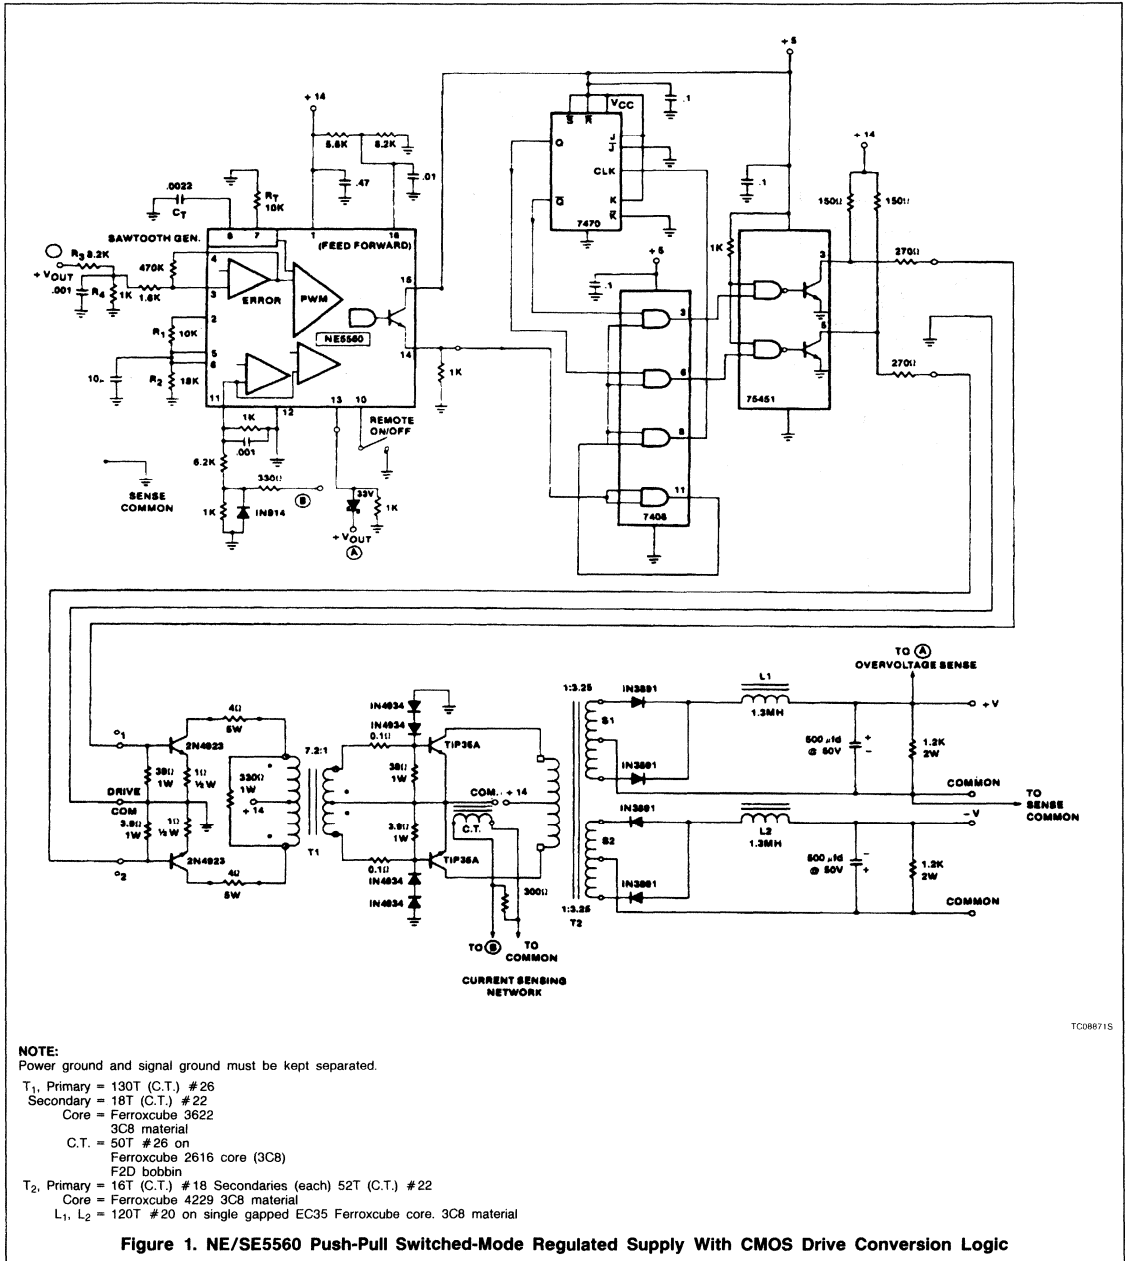 + 5
+ 14
VCC
.1
S R
5.6K 8.2K
Q J
J
.0022
RT
10K
.47
.01
CLK
CT
+ 14
.1
Q K
K
7470
150Ω 150Ω
SAWTOOTH GEN.
6 7 1 16
(FEED FORWARD)
R3 8.2K
+ VOUT
470K
4
1K
+ 5
3
270Ω
.001 R4
1K
1.6K
3
ERROR
PWM
15
.1
3
NE5560
R1 10K
2
5
6
14
5
270Ω
10μ
R2 18K
1K
6
75451
11 12 13 10
1K
REMOTE
ON/OFF
.001
8
6.2K
330Ω
B
33V
11
SENSE
COMMON
1K
IN914
1K
7408
+ VOUT
A
TO A
OVERVOLTAGE SENSE
1:3.25
IN3891
L1
IN4934
1.3MH
+ V
S1
4Ω
5W
IN4934
0.1Ω
TIP35A
500 μfd
@ 50V
+
−
1.2K
2W
1
2N4923
7.2:1
IN3891
39Ω
1W
1Ω
½ W
330Ω
1W
38Ω
1W
COM. + 14
COMMON
DRIVE
COM
+ 14
IN3891
TO
SENSE
COMMON
− V
3.9Ω
1W
1Ω
½ W
3.9Ω
1W
C.T.
S2
L2
1.3MH
T1
2N4923
0.1Ω
TIP35A
500 μfd
@ 50V
−
+
1.2K
2W
2
4Ω
5W
IN4934
300Ω
IN3891
IN4934
1:3.25
T2
COMMON
TO B
TO
COMMON
CURRENT SENSING
NETWORK
TC08871S
NOTE:
Power ground and signal ground must be kept separated.
T1, Primary = 130T (C.T.) #26
Secondary = 18T (C.T.) #22
Core = Ferroxcube 3622
3C8 material
C.T. = 50T #26 on
Ferroxcube 2616 core (3C8)
F2D bobbin
T2, Primary = 16T (C.T.) #18 Secondaries (each) 52T (C.T.) #22
Core = Ferroxcube 4229 3C8 material
L1, L2 = 120T #20 on single gapped EC35 Ferroxcube core. 3C8 material
Figure 1. NE/SE5560 Push-Pull Switched-Mode Regulated Supply With CMOS Drive Conversion Logic